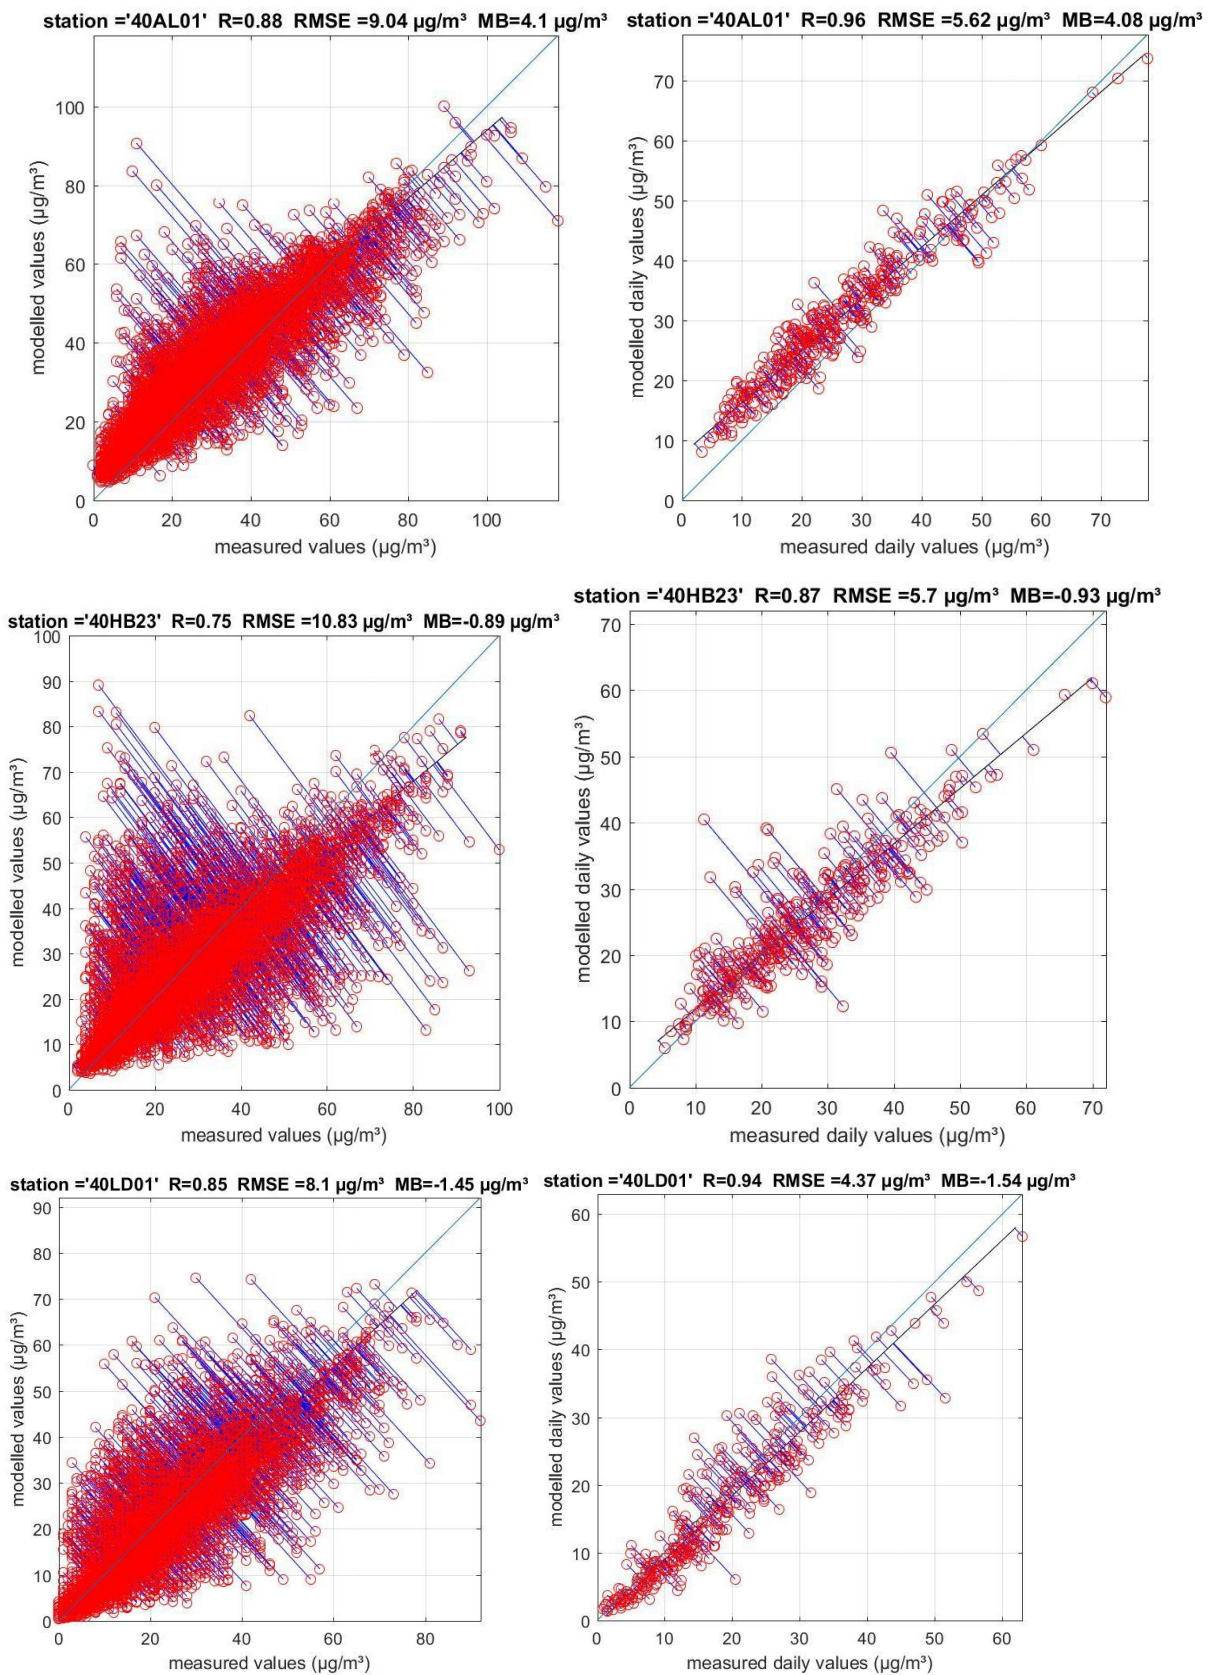 station ='40AL01' R=0.88 RMSE =9.04 µg/m³ MB=4.1 µg/m³
100
80
60
40
20
0
modelled values (µg/m³)
0 20 40 60 80 100
measured values (µg/m³)
station ='40AL01' R=0.96 RMSE =5.62 µg/m³ MB=4.08 µg/m³
70
60
50
40
30
20
10
0
modelled daily values (µg/m³)
0 10 20 30 40 50 60 70
measured daily values (µg/m³)
station ='40HB23' R=0.75 RMSE =10.83 µg/m³ MB=-0.89 µg/m³
100
90
80
70
60
50
40
30
20
10
0
modelled values (µg/m³)
0 20 40 60 80 100
measured values (µg/m³)
station ='40HB23' R=0.87 RMSE =5.7 µg/m³ MB=-0.93 µg/m³
70
60
50
40
30
20
10
0
modelled daily values (µg/m³)
0 10 20 30 40 50 60 70
measured daily values (µg/m³)
station ='40LD01' R=0.85 RMSE =8.1 µg/m³ MB=-1.45 µg/m³
90
80
70
60
50
40
30
20
10
0
modelled values (µg/m³)
0 20 40 60 80
measured values (µg/m³)
station ='40LD01' R=0.94 RMSE =4.37 µg/m³ MB=-1.54 µg/m³
60
50
40
30
20
10
0
modelled daily values (µg/m³)
0 10 20 30 40 50 60
measured daily values (µg/m³)